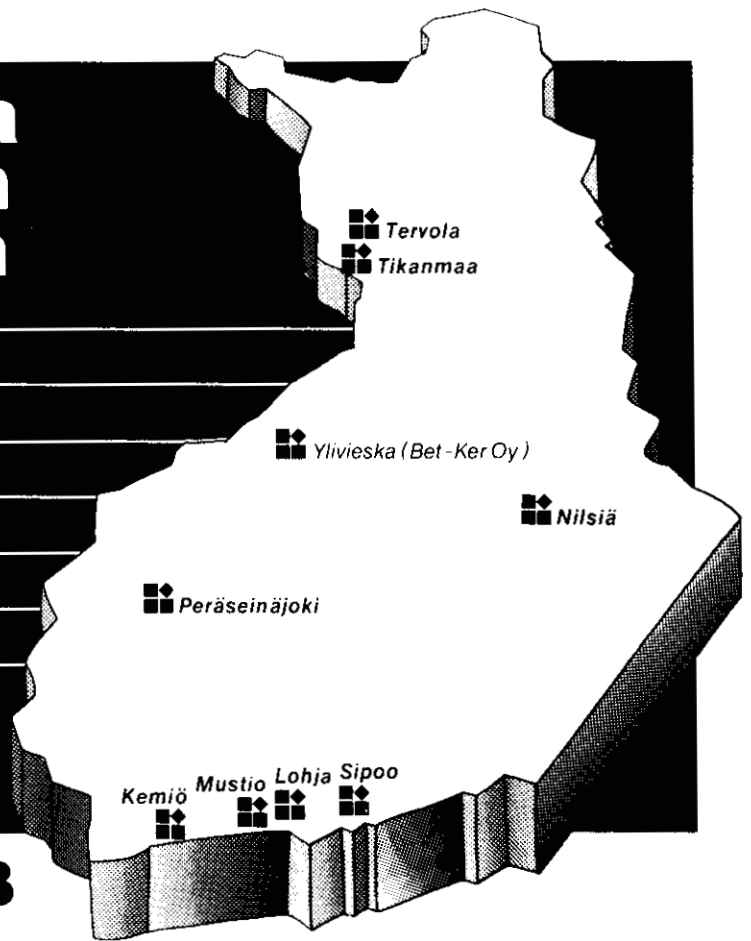 Tervola
Tikanmaa
Ylivieska (Bet-Ker Oy)
Nilsiä
Peräseinäjoki
Kemiö
Mustio
Lohja
Sipoo